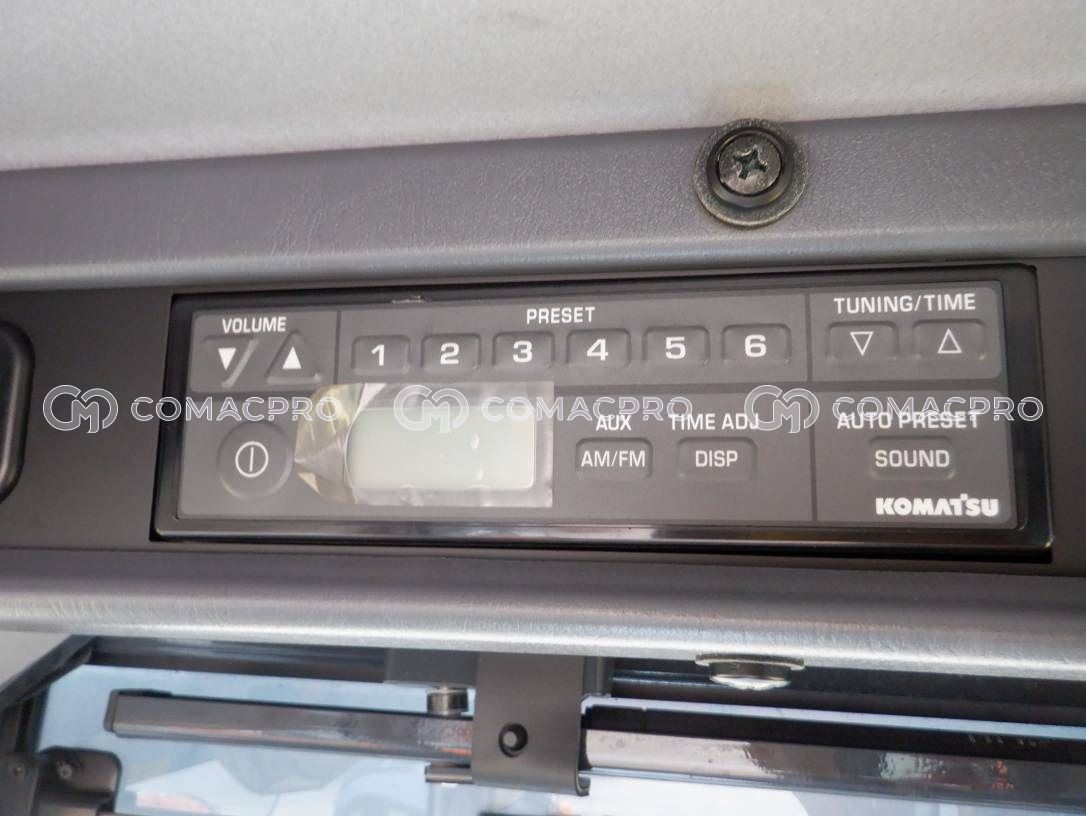 VOLUME
PRESET
TUNING/TIME
1 2 3 4 5 6
COMACPRO COMACPRO COMACPRO
AUX TIME ADJ AUTO PRESET
AM/FM DISP SOUND
KOMATSU